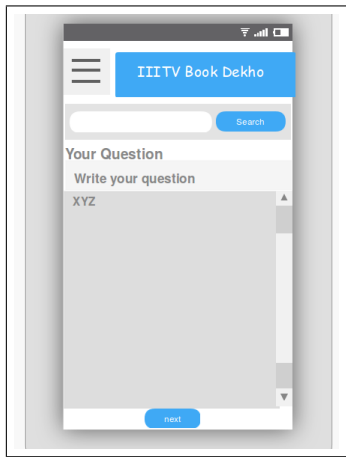 IIITV Book Dekho
Search
Your Question
Write your question
XYZ
next